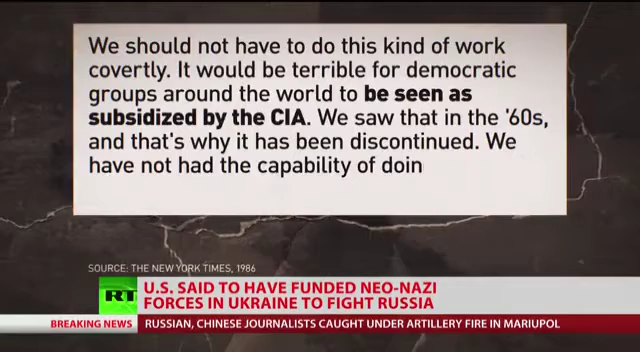 We should not have to do this kind of work
covertly. It would be terrible for democratic
groups around the world to be seen as
subsidized by the CIA. We saw that in the '60s,
and that's why it has been discontinued. We
have not had the capability of doin
SOURCE: THE NEW YORK TIMES, 1986
RT
U.S. SAID TO HAVE FUNDED NEO-NAZI
FORCES IN UKRAINE TO FIGHT RUSSIA
BREAKING NEWS RUSSIAN, CHINESE JOURNALISTS CAUGHT UNDER ARTILLERY FIRE IN MARIUPOL